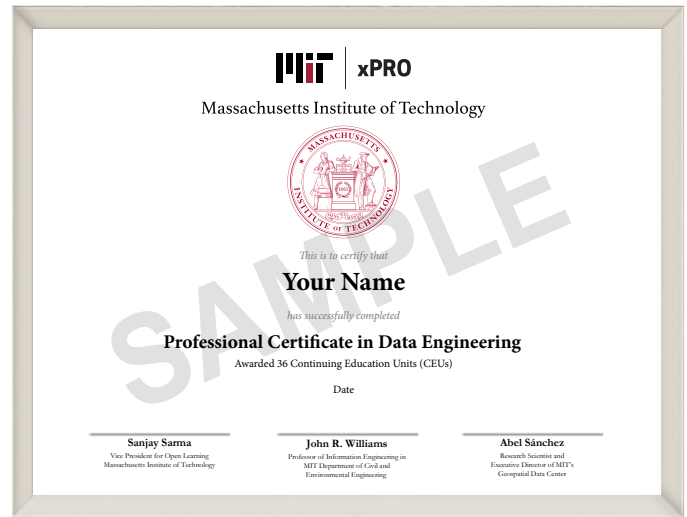 MIT xPRO
Massachusetts Institute of Technology
MASSACHUSETTS
INSTITUTE OF TECHNOLOGY
1861
SAMPLE
This is to certify that
Your Name
has successfully completed
Professional Certificate in Data Engineering
Awarded 36 Continuing Education Units (CEUs)
Date
Sanjay Sarma
Vice President for Open Learning
Massachusetts Institute of Technology
John R. Williams
Professor of Information Engineering in
MIT Department of Civil and
Environmental Engineering
Abel Sánchez
Research Scientist and
Executive Director of MIT's
Geospatial Data Center